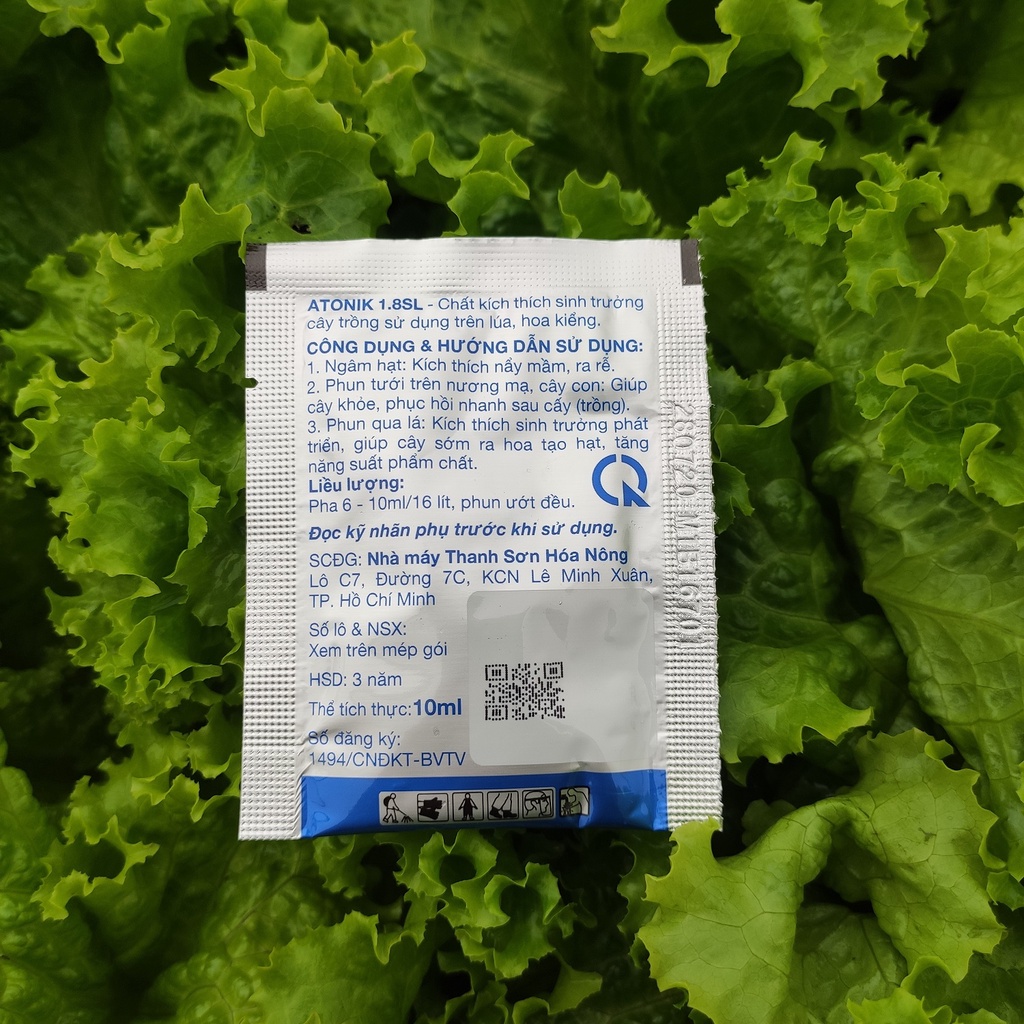 ATONIK 1.8SL - Chất kích thích sinh trưởng
cây trồng sử dụng trên lúa, hoa kiểng.
CÔNG DỤNG & HƯỚNG DẪN SỬ DỤNG:
1. Ngâm hạt: Kích thích nẩy mầm, ra rễ.
2. Phun tưới trên nương mạ, cây con: Giúp
cây khỏe, phục hồi nhanh sau cấy (trồng).
3. Phun qua lá: Kích thích sinh trưởng phát
triển, giúp cây sớm ra hoa tạo hạt, tăng
năng suất phẩm chất.
Liều lượng:
Pha 6 - 10ml/16 lít, phun ướt đều.
Đọc kỹ nhãn phụ trước khi sử dụng.
SCĐG: Nhà máy Thanh Sơn Hóa Nông
Lô C7, Đường 7C, KCN Lê Minh Xuân,
TP. Hồ Chí Minh
Số lô & NSX:
Xem trên mép gói
HSD: 3 năm
Thể tích thực: 10ml
Số đăng ký:
1494/CNĐKT-BVTV